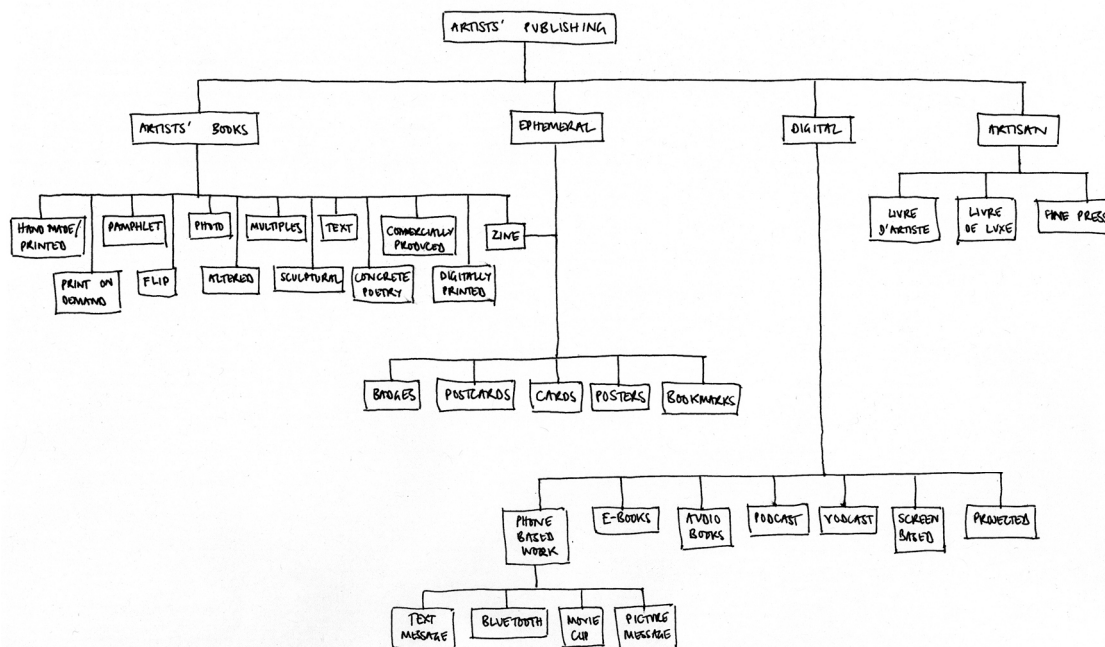 ARTISTS' PUBLISHING
ARTISTS' BOOKS
EPHEMERAL
DIGITAL
ARTISAN
HAND MADE/
PRINTED
PAMPHLET
PHOTO
MULTIPLES
TEXT
COMMERCIALLY
PRODUCED
ZINE
LIVRE
D'ARTISTE
LIVRE
DE LUXE
FINE PRESS
PRINT ON
DEMAND
FLIP
ALTERED
SCULPTURAL
CONCRETE
POETRY
DIGITALLY
PRINTED
BADGES
POSTCARDS
CARDS
POSTERS
BOOKMARKS
PHONE
BASED
WORK
E-BOOKS
AUDIO
BOOKS
PODCAST
VODCAST
SCREEN
BASED
PROJECTED
TEXT
MESSAGE
BLUETOOTH
MOVIE
CLIP
PICTURE
MESSAGE